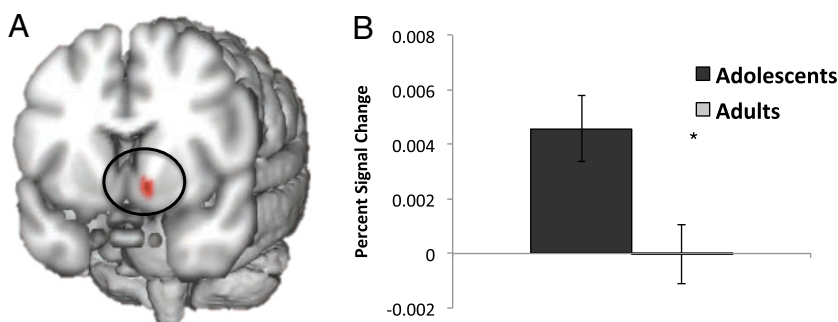 A
B
0.008
0.006
0.004
0.002
0
-0.002
Percent Signal Change
Adolescents
Adults
*